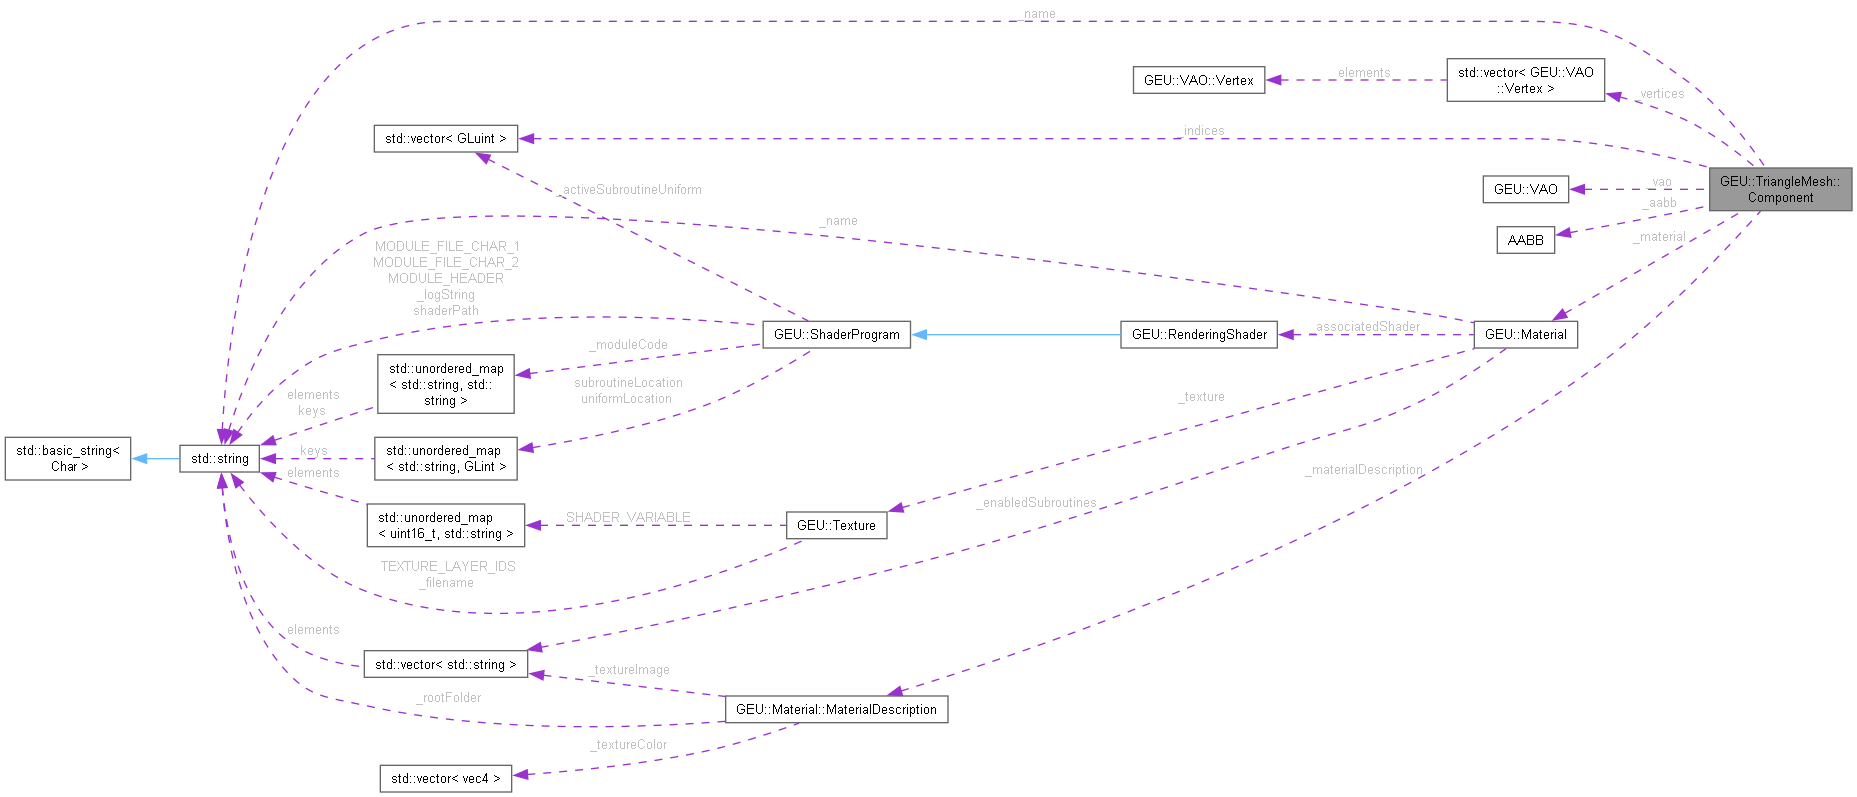 _name
GEU::VAO::Vertex
elements
std::vector< GEU::VAO
::Vertex >
_vertices
std::vector< GLuint >
_indices
GEU::TriangleMesh::
Component
_activeSubroutineUniform
GEU::VAO
_vao
_aabb
AABB
_name
_material
MODULE_FILE_CHAR_1
MODULE_FILE_CHAR_2
MODULE_HEADER
_logString
shaderPath
GEU::ShaderProgram
GEU::RenderingShader
associatedShader
GEU::Material
_moduleCode
std::unordered_map
< std::string, std::
string >
subroutineLocation
uniformLocation
elements
keys
_texture
std::basic_string<
Char >
std::string
keys
std::unordered_map
< std::string, GLint >
elements
_materialDescription
_enabledSubroutines
std::unordered_map
< uint16_t, std::string >
SHADER_VARIABLE
GEU::Texture
TEXTURE_LAYER_IDS
_filename
elements
std::vector< std::string >
_textureImage
_rootFolder
GEU::Material::MaterialDescription
_textureColor
std::vector< vec4 >